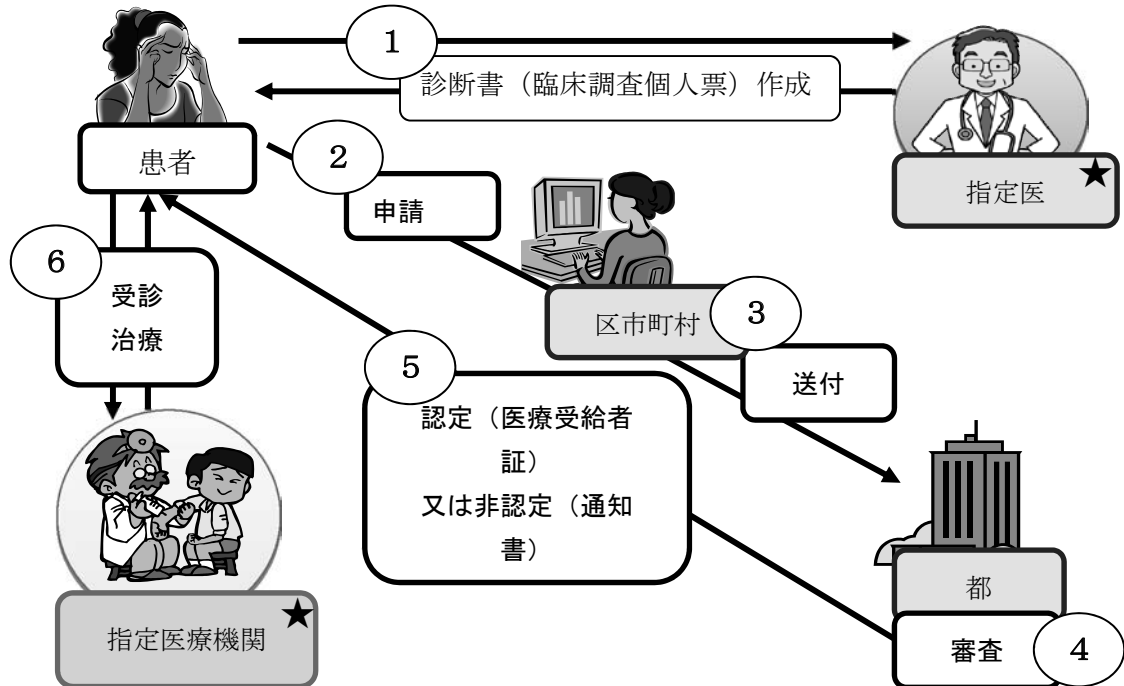 1
診断書（臨床調査個人票）作成
患者
指定医
★
2
申請
区市町村
3
送付
6
受診
治療
5
認定（医療受給者
証）
又は非認定（通知
書）
指定医療機関
★
都
審査
4